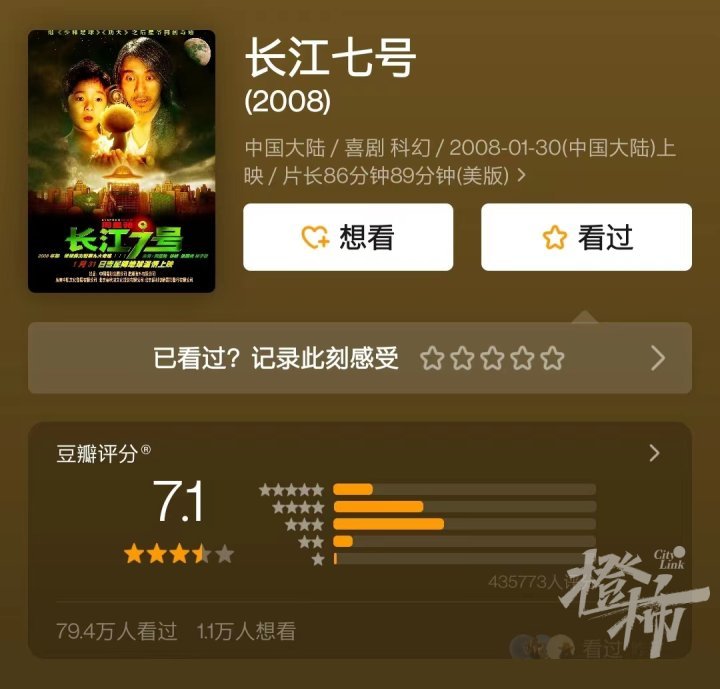 长江七号
(2008)
中国大陆 / 喜剧 科幻 / 2008-01-30(中国大陆)上
映 / 片长86分钟89分钟(美版)
想看
看过
长江7号
已看过？记录此刻感受
豆瓣评分®
7.1
435773人评
79.4万人看过 1.1万人想看
看过
City Link
橙柿